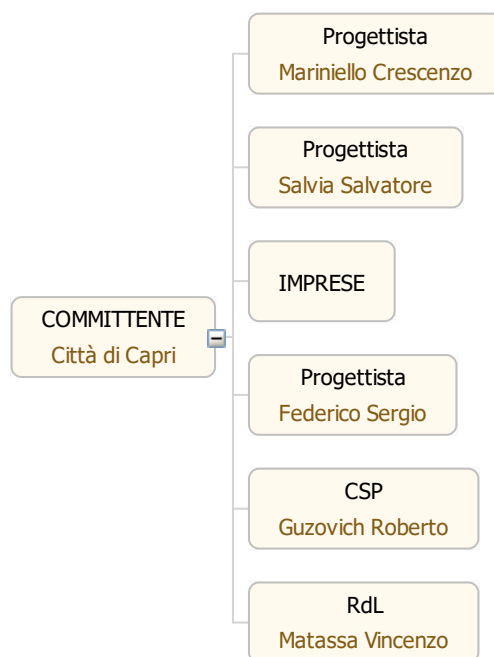 Progettista
Mariniello Crescenzo
Progettista
Salvia Salvatore
IMPRESE
COMMITTENTE
Città di Capri
Progettista
Federico Sergio
CSP
Guzovich Roberto
RdL
Matassa Vincenzo